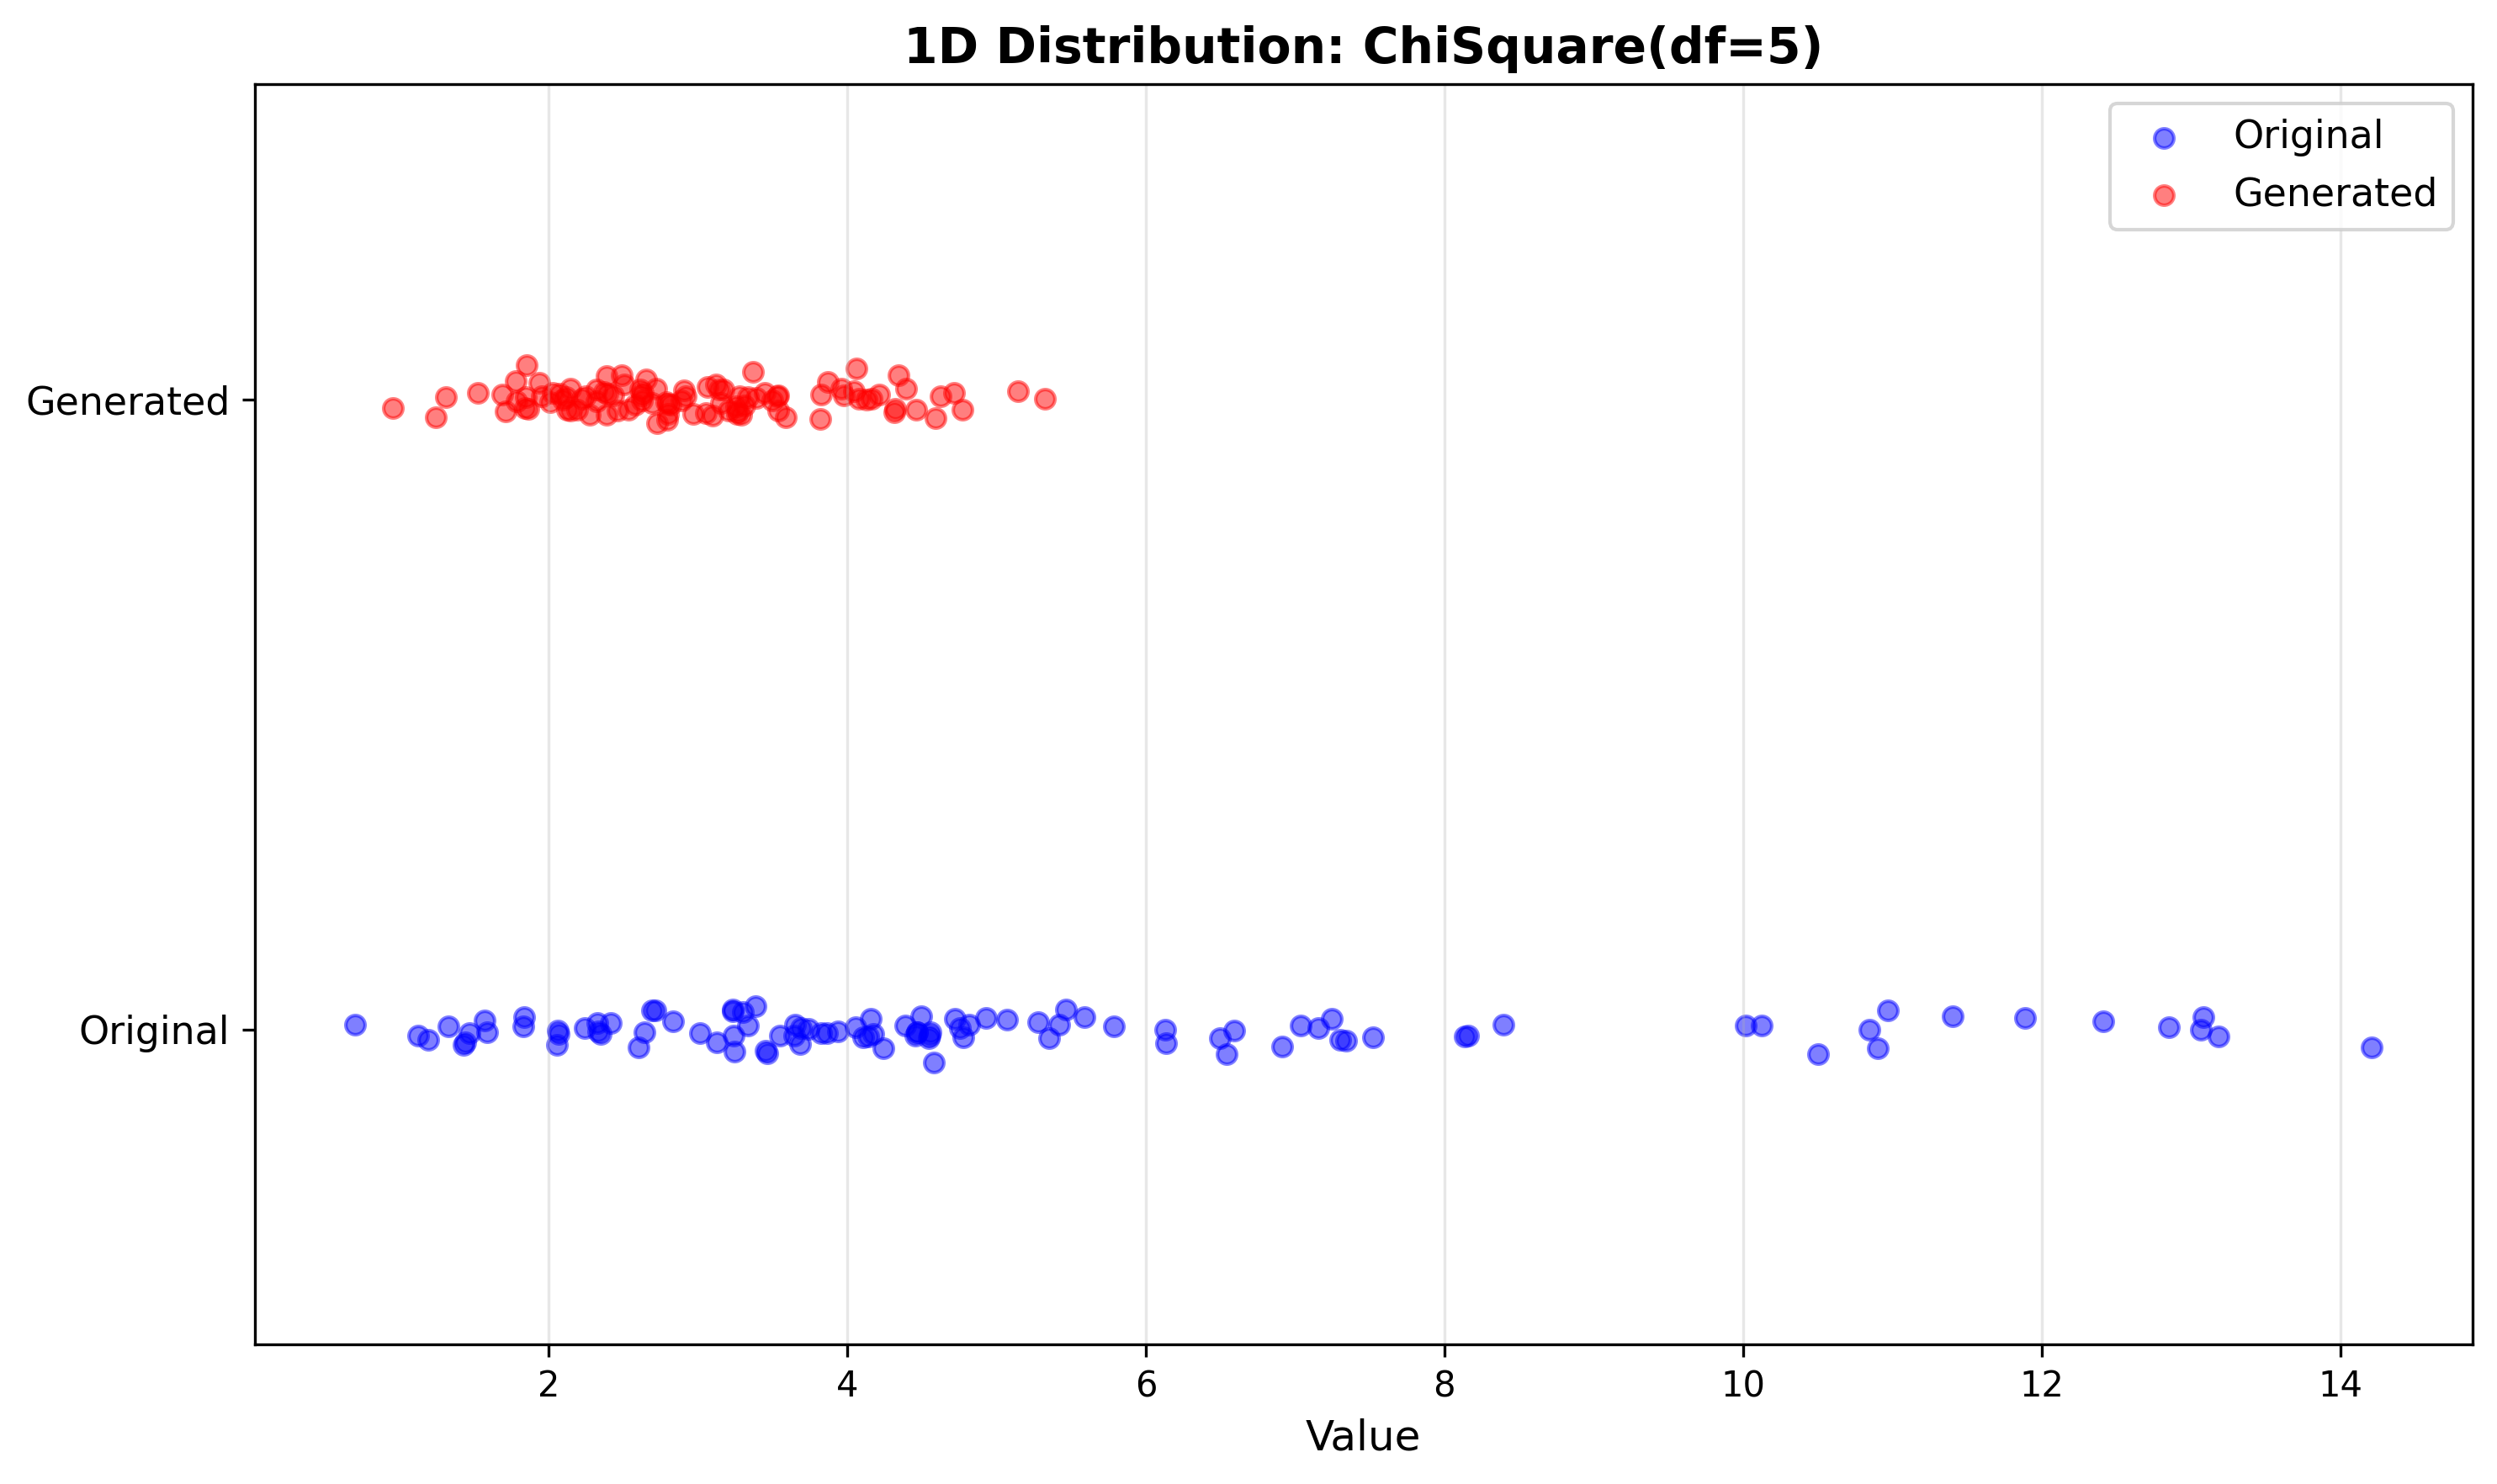 1D Distribution: ChiSquare(df=5)
Original
Generated
Generated
Original
2 4 6 8 10 12 14
Value